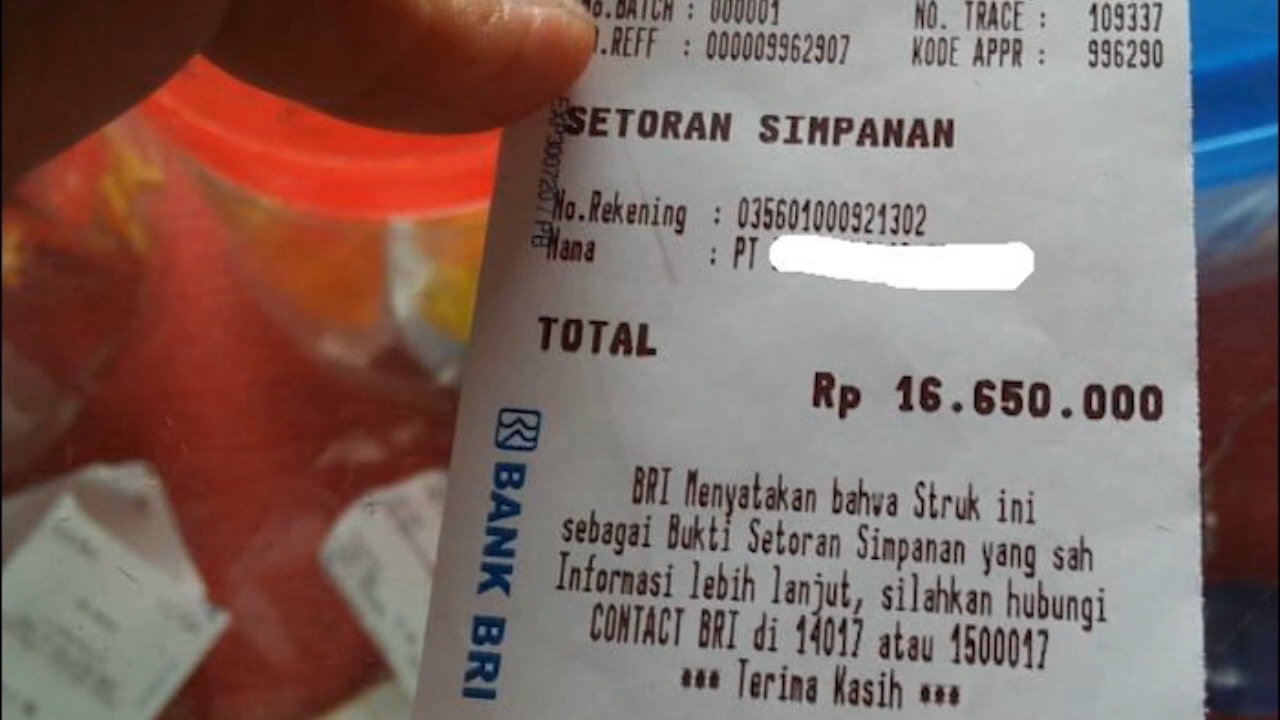 No.BATCH : 000001 NO. TRACE : 109337
.REFF : 000009962907 KODE APPR : 996290
SETORAN SIMPANAN
No.Rekening : 035601000921302
Nama : PT
TOTAL
Rp 16.650.000
BRI Menyatakan bahwa Struk ini
sebagai Bukti Setoran Simpanan yang sah
Informasi lebih lanjut, silahkan hubungi
CONTACT BRI di 14017 atau 1500017
*** Terima Kasih ***
BANK BRI